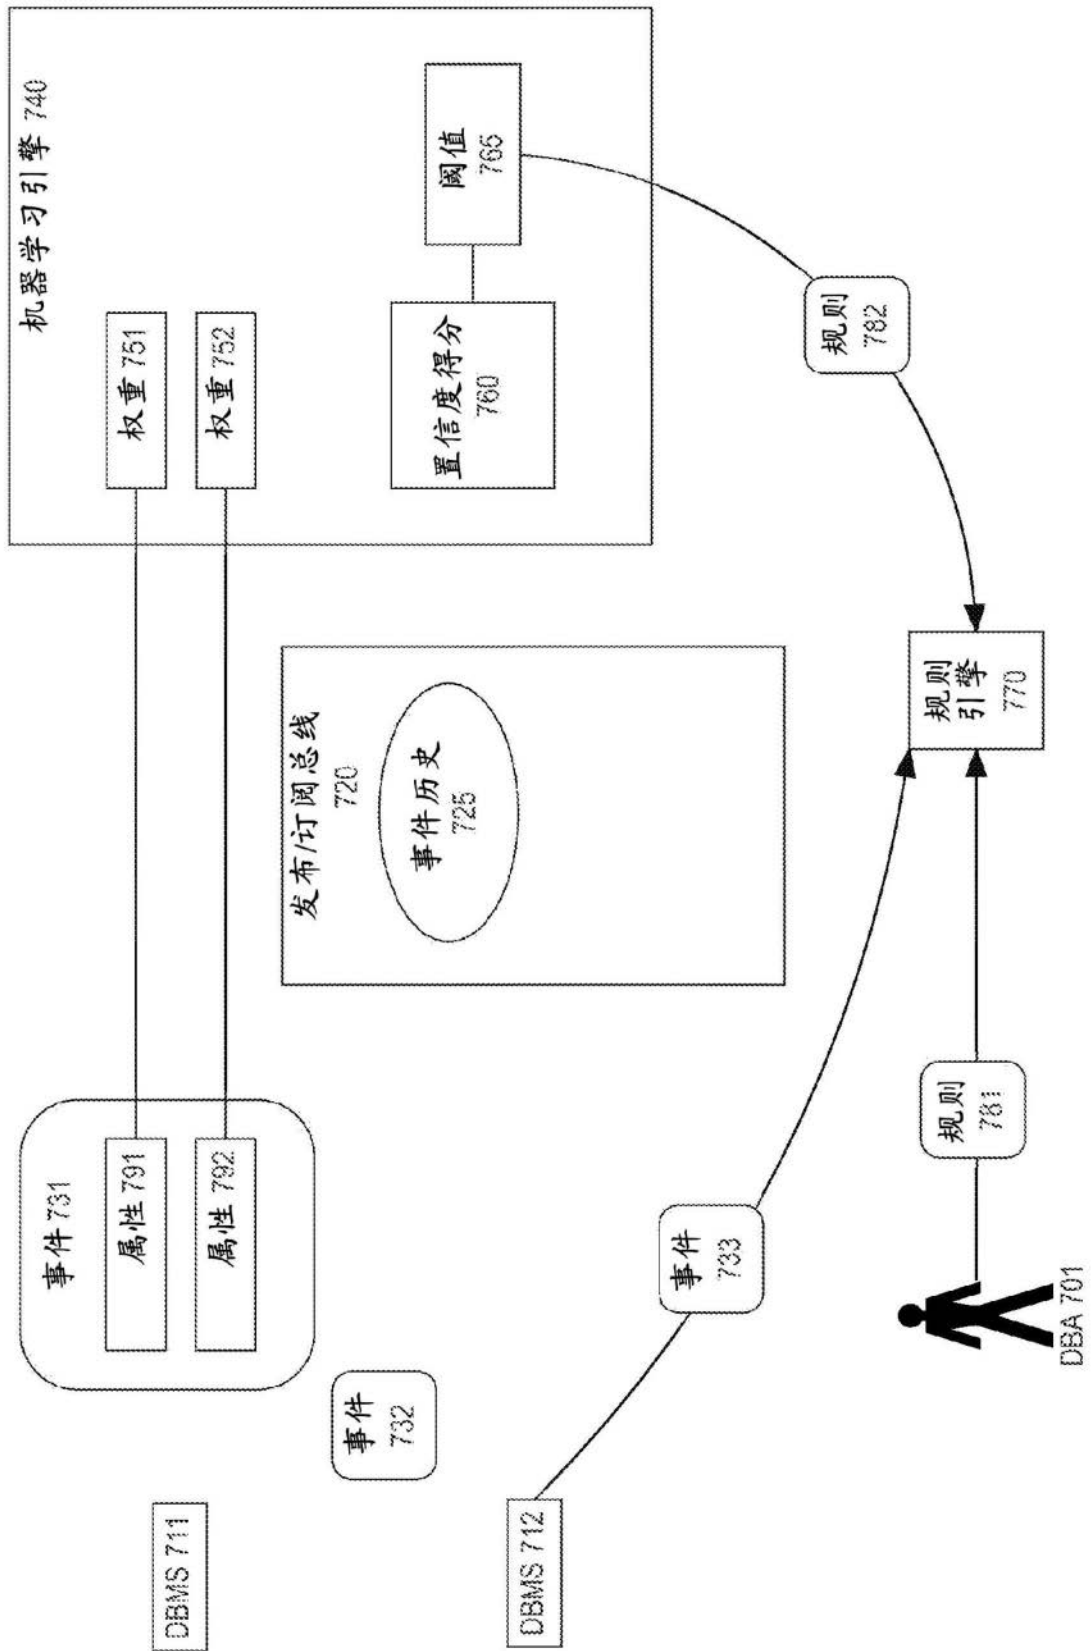 机器学习引擎 740
权重 751
权重 752
阈值
765
置信度得分
760
规则
782
发布/订阅总线
720
事件历史
725
规则
引擎
770
事件 731
属性 791
属性 792
事件
732
事件
733
规则
781
DBMS 711
DBMS 712
DBA 701